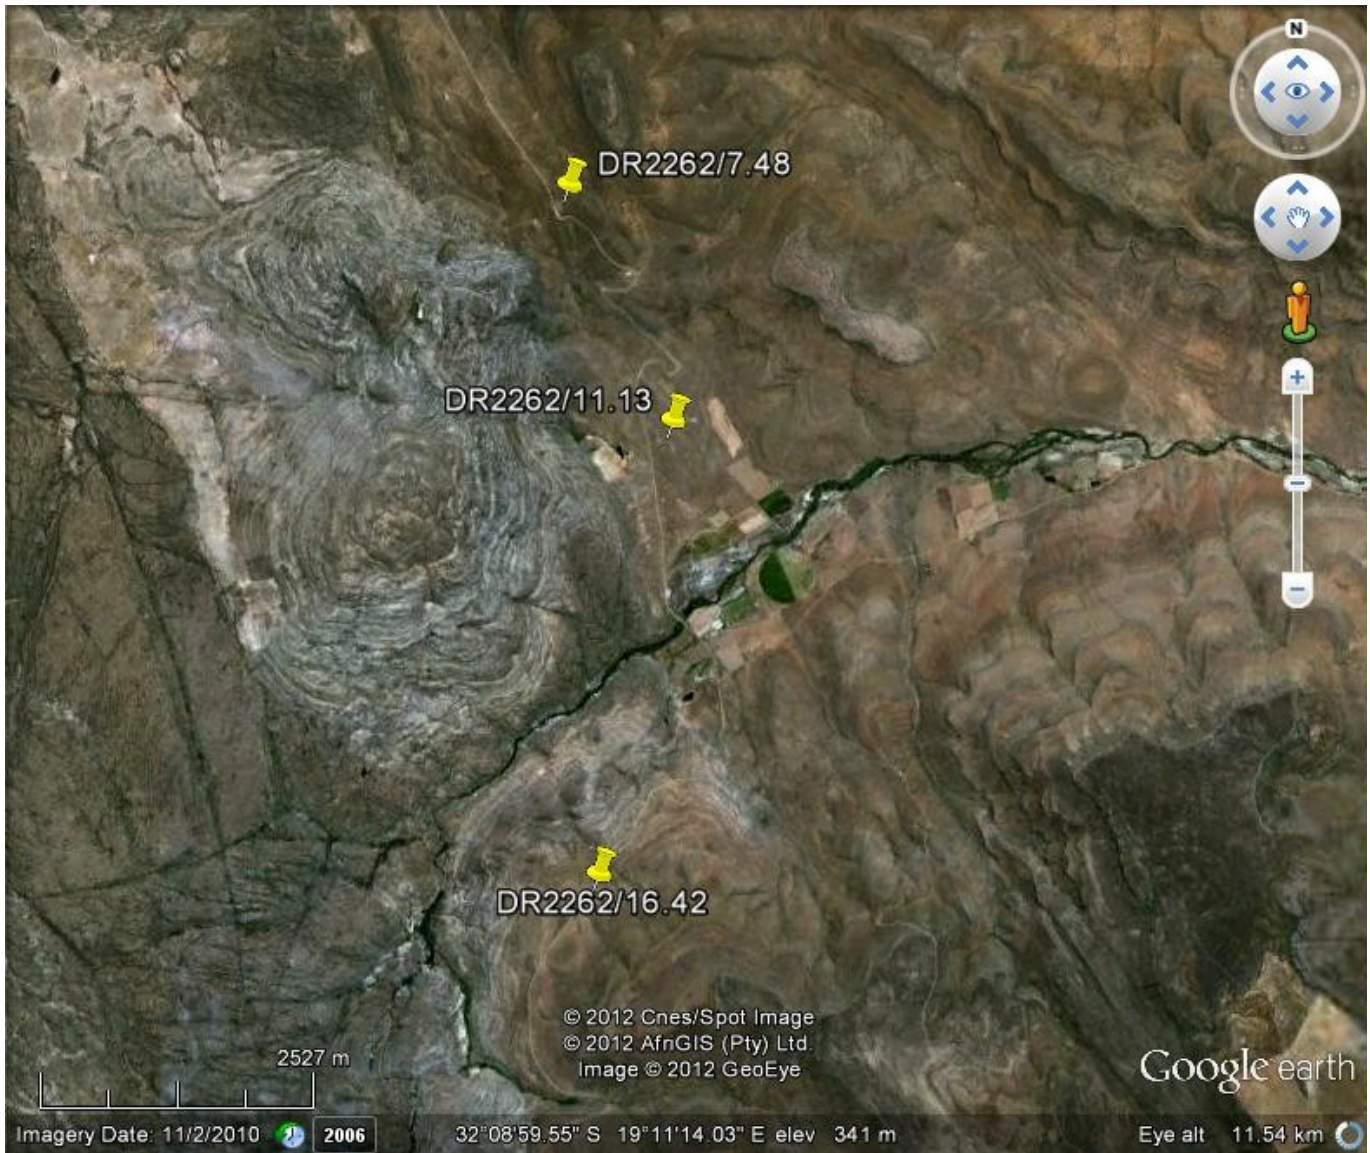 N
DR2262/7.48
DR2262/11.13
DR2262/16.42
© 2012 Cnes/Spot Image
© 2012 AfriGIS (Pty) Ltd.
Image © 2012 GeoEye
Google earth
2527 m
Imagery Date: 11/2/2010 2006 32°08'59.55" S 19°11'14.03" E elev 341 m Eye alt 11.54 km